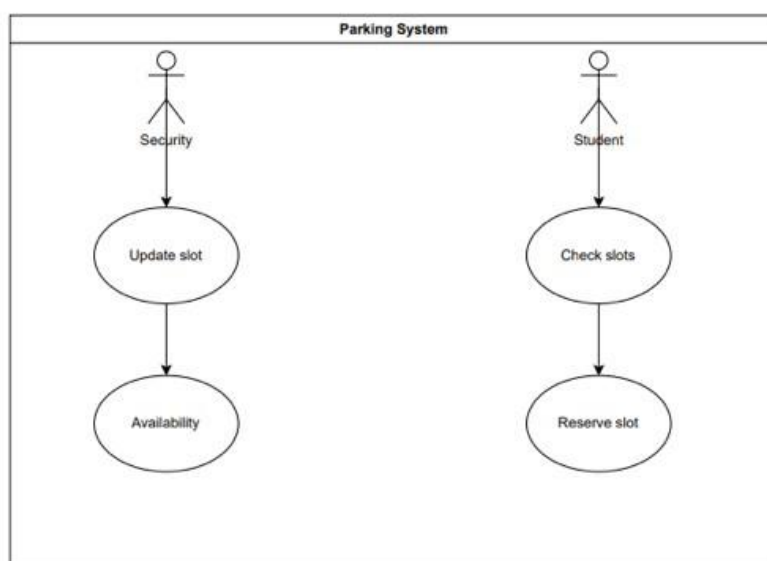 Parking System
Security
Student
Update slot
Check slots
Availability
Reserve slot